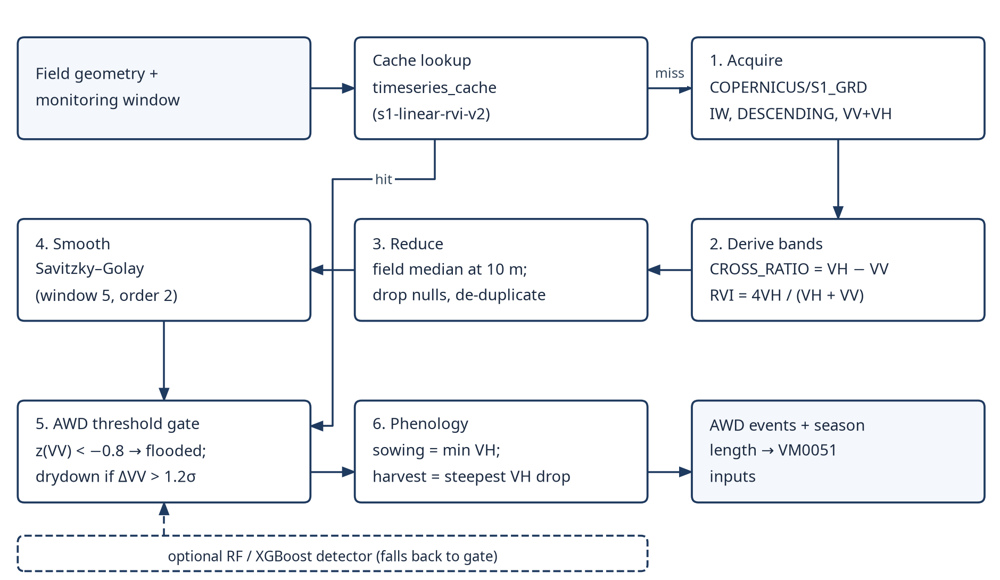 Field geometry +
monitoring window
Cache lookup
timeseries_cache
(s1-linear-rvi-v2)
miss
1. Acquire
COPERNICUS/S1_GRD
IW, DESCENDING, VV+VH
hit
4. Smooth
Savitzky–Golay
(window 5, order 2)
3. Reduce
field median at 10 m;
drop nulls, de-duplicate
2. Derive bands
CROSS_RATIO = VH − VV
RVI = 4VH / (VH + VV)
5. AWD threshold gate
z(VV) < −0.8 → flooded;
drydown if ΔVV > 1.2σ
6. Phenology
sowing = min VH;
harvest = steepest VH drop
AWD events + season
length → VM0051
inputs
optional RF / XGBoost detector (falls back to gate)